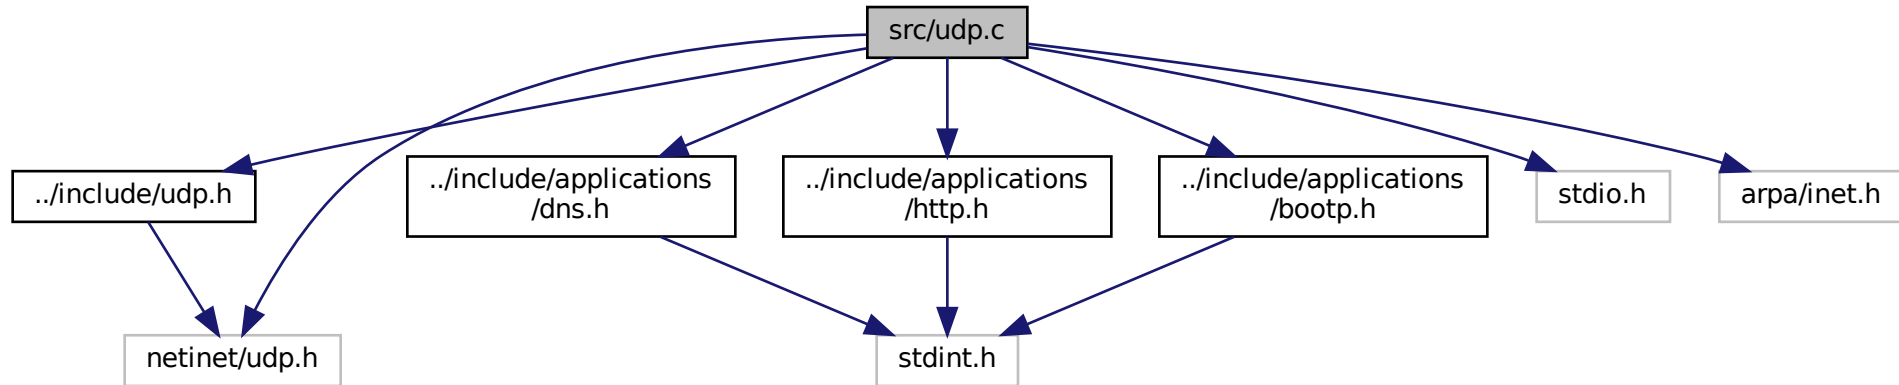 src/udp.c
../include/udp.h
../include/applications
/dns.h
../include/applications
/http.h
../include/applications
/bootp.h
stdio.h
arpa/inet.h
netinet/udp.h
stdint.h